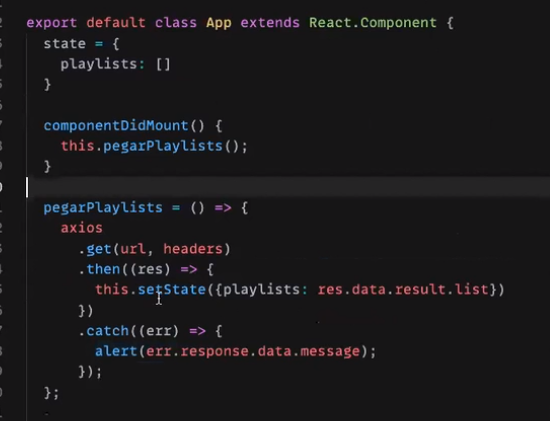 export default class App extends React.Component {
state = {
playlists: []
}
componentDidMount() {
this.pegarPlaylists();
}
pegarPlaylists = () => {
axios
.get(url, headers)
.then((res) => {
this.setState({playlists: res.data.result.list})
})
.catch((err) => {
alert(err.response.data.message);
});
};